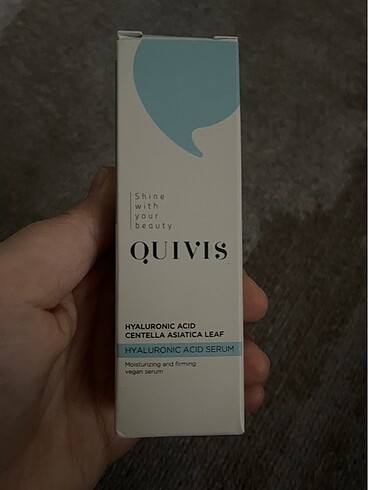 Shine
with
your
beauty
QUIVIS
HYALURONIC ACID
CENTELLA ASIATICA LEAF
HYALURONIC ACID SERUM
Moisturizing and firming
vegan serum